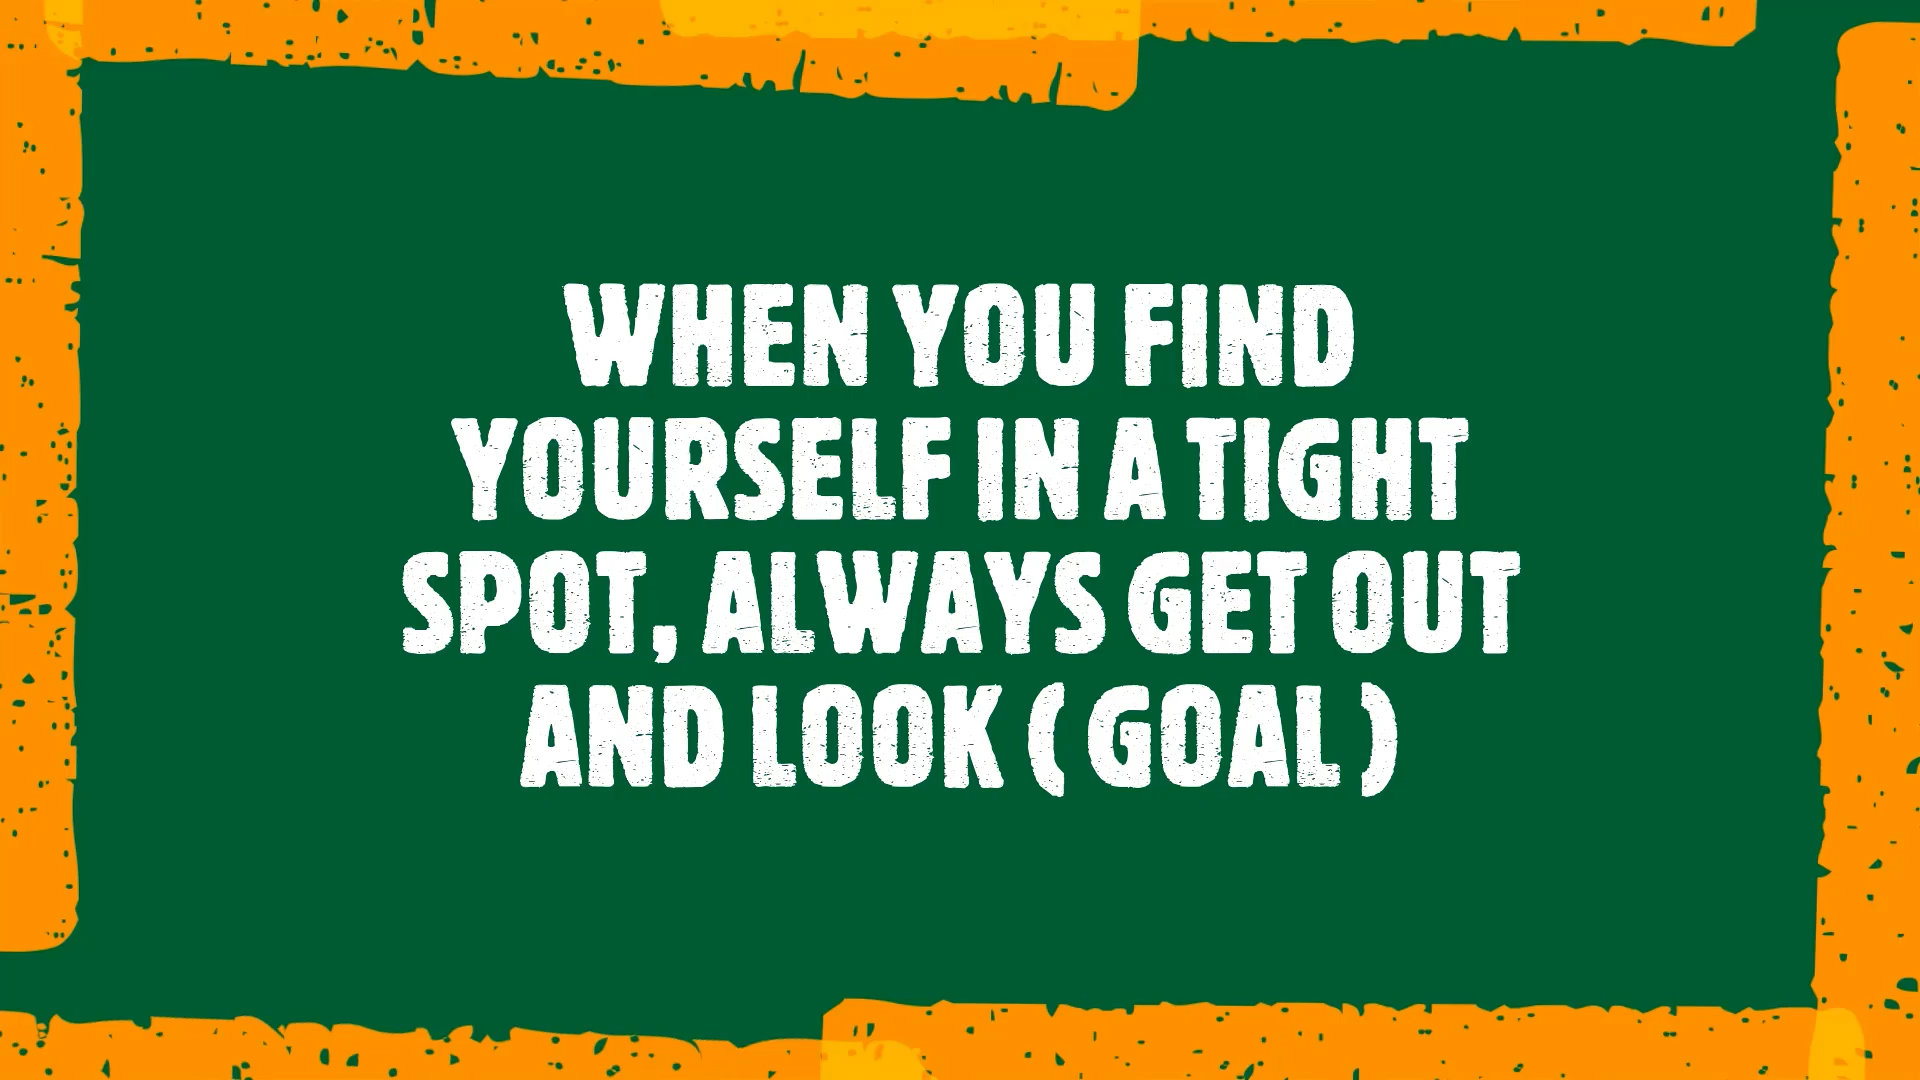 WHEN YOU FIND
YOURSELF IN A TIGHT
SPOT, ALWAYS GET OUT
AND LOOK ( GOAL )